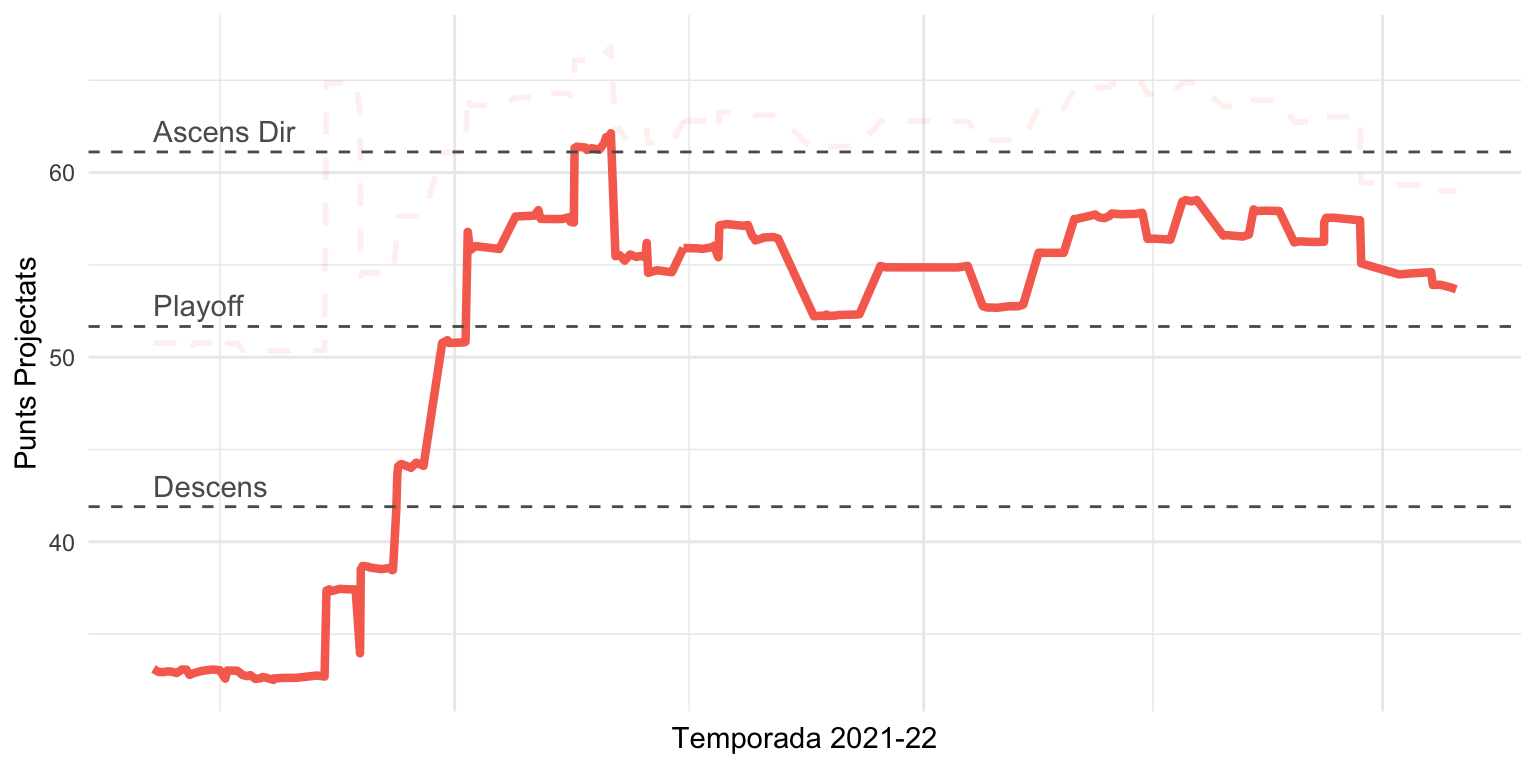 Ascens Dir
60
Playoff
50
Descens
40
Punts Projectats
Temporada 2021-22